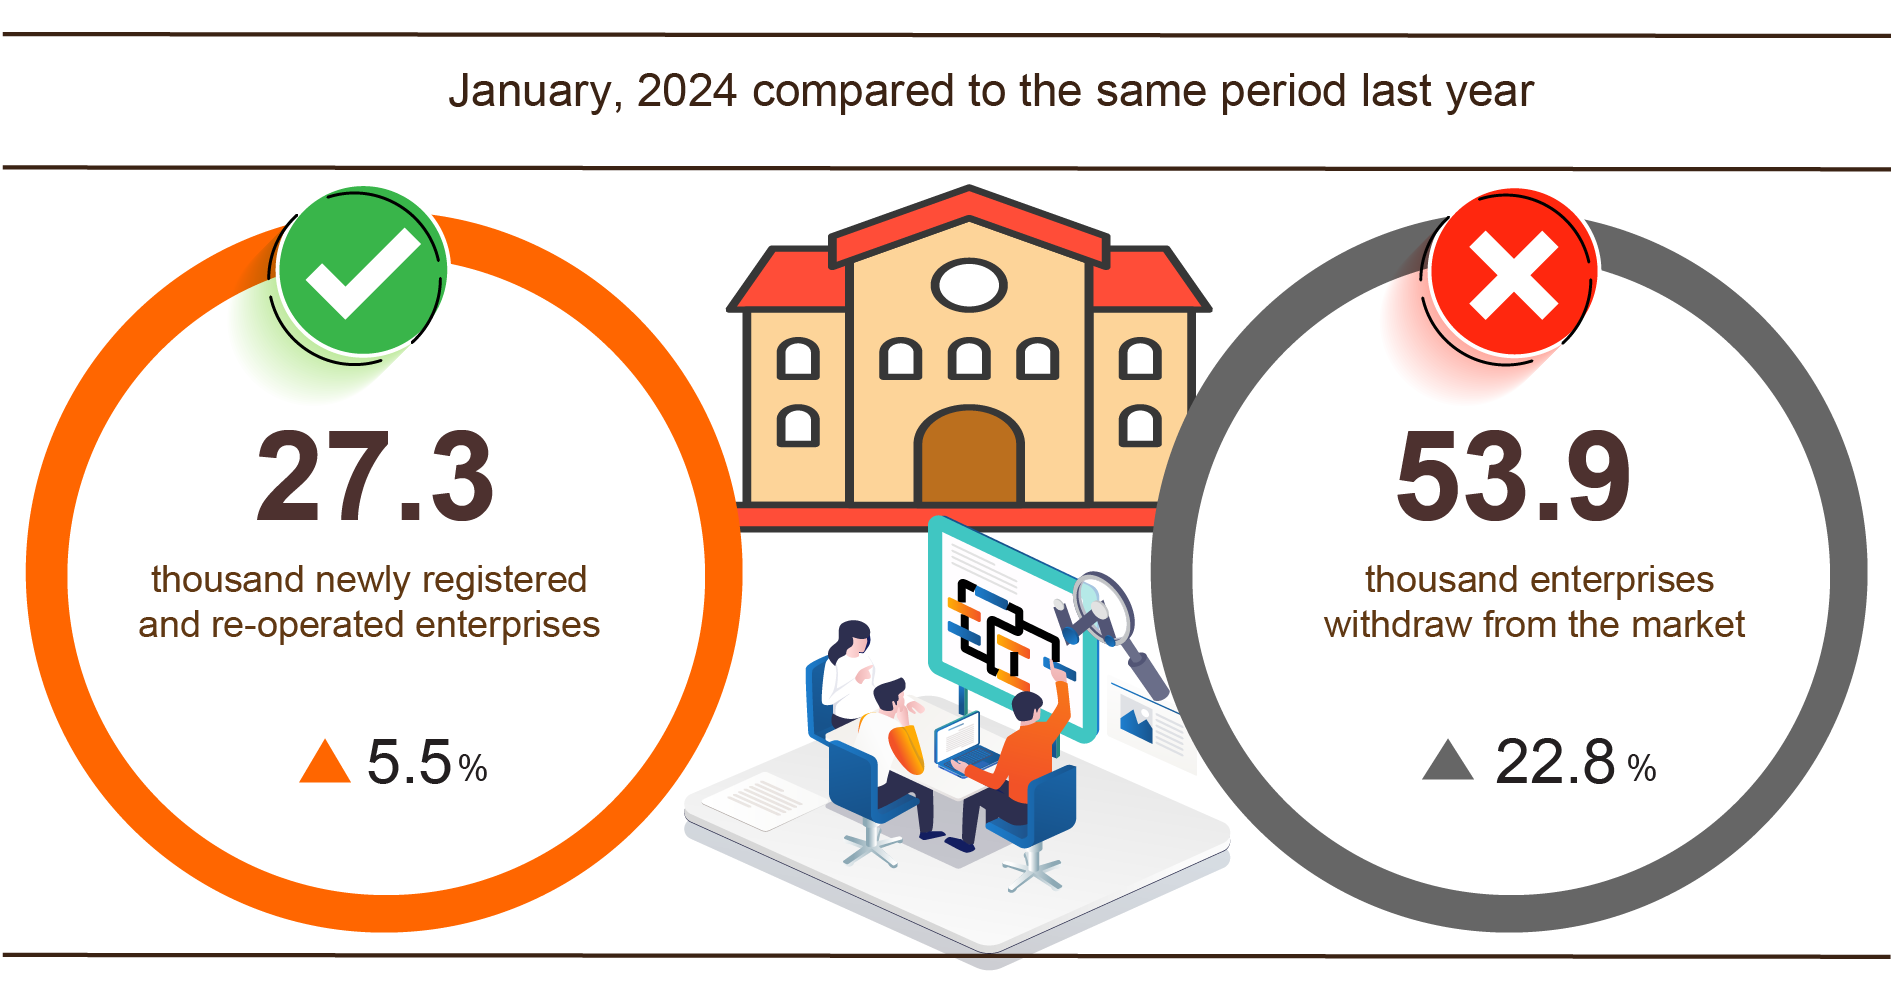 January, 2024 compared to the same period last year
27.3
thousand newly registered
and re-operated enterprises
5.5%
53.9
thousand enterprises
withdraw from the market
22.8 %